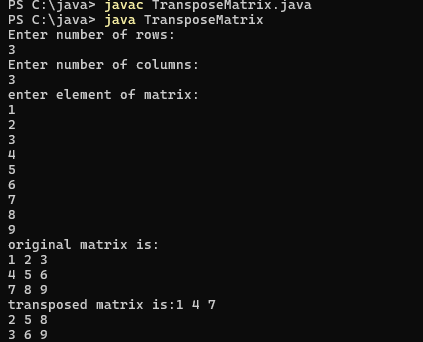 PS C:\java> javac TransposeMatrix.java
PS C:\java> java TransposeMatrix
Enter number of rows:
3
Enter number of columns:
3
enter element of matrix:
1
2
3
4
5
6
7
8
9
original matrix is:
1 2 3
4 5 6
7 8 9
transposed matrix is:1 4 7
2 5 8
3 6 9